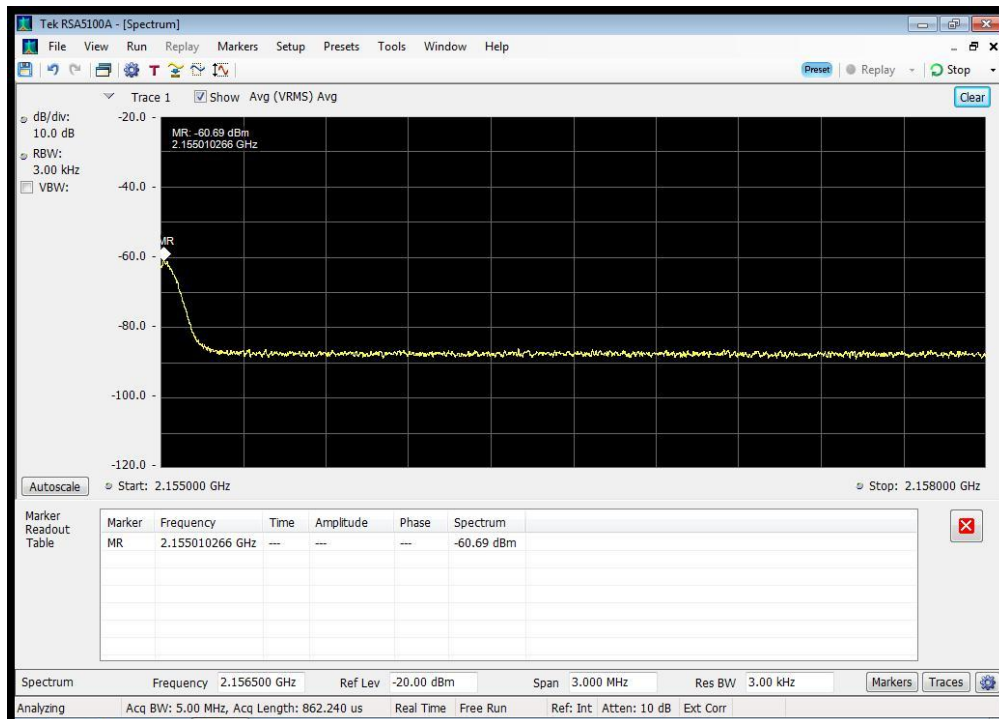 Tek RSA5100A - [Spectrum]
File View Run Replay Markers Setup Presets Tools Window Help
T Preset Replay Stop
Trace 1 Show Avg (VRMS) Avg Clear
dB/div:
10.0 dB
RBW:
3.00 kHz
VBW:
-20.0
MR: -60.69 dBm
2.155010266 GHz
-40.0
MR
-60.0
-80.0
-100.0
-120.0
Autoscale Start: 2.155000 GHz Stop: 2.158000 GHz
Marker
Readout
Table
Marker Frequency Time Amplitude Phase Spectrum
MR 2.155010266 GHz --- --- --- -60.69 dBm
Spectrum Frequency 2.156500 GHz Ref Lev -20.00 dBm Span 3.000 MHz Res BW 3.00 kHz Markers Traces
Analyzing Acq BW: 5.00 MHz, Acq Length: 862.240 us Real Time Free Run Ref: Int Atten: 10 dB Ext Corr